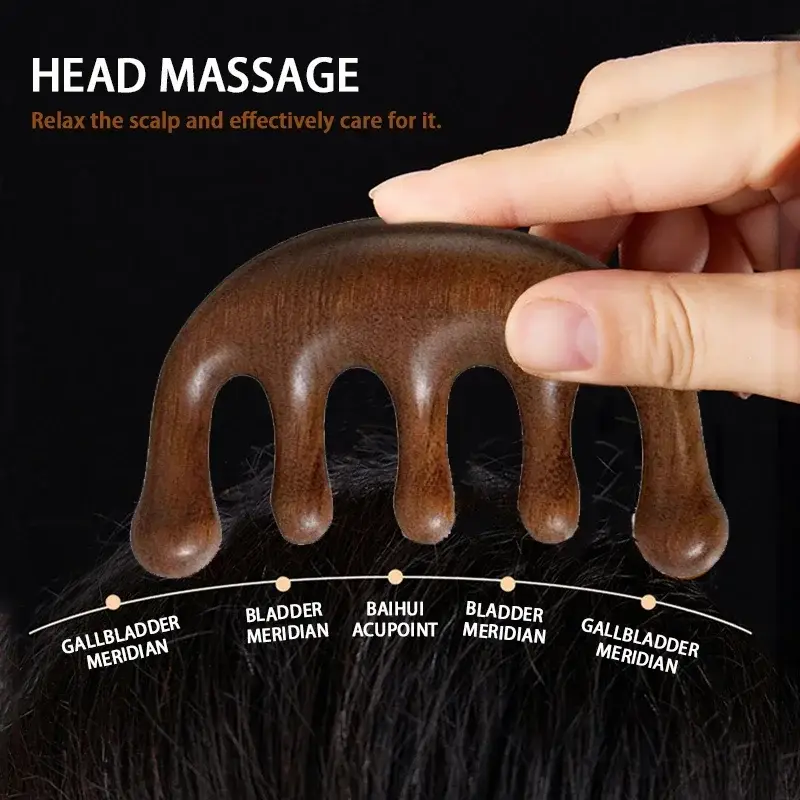 HEAD MASSAGE
Relax the scalp and effectively care for it.
GALLBLADDER
MERIDIAN
BLADDER
MERIDIAN
BAIHUI
ACUPOINT
BLADDER
MERIDIAN
GALLBLADDER
MERIDIAN